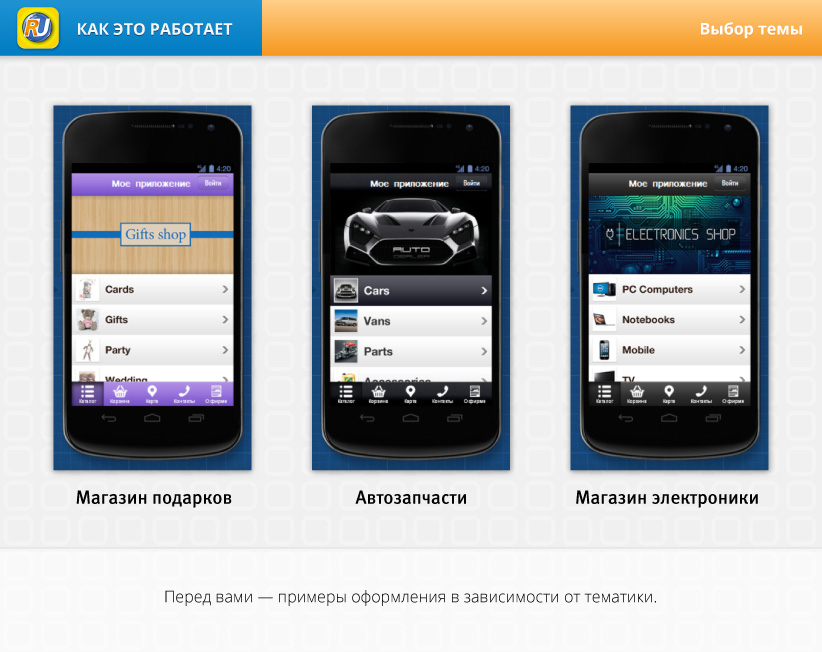 RU
КАК ЭТО РАБОТАЕТ
Выбор темы
4:20
Мое приложение
Войти
Gifts shop
Cards
Gifts
Party
Wedding
Каталог Корзина Карта Контакты О фирме
Магазин подарков
4:20
Мое приложение
Войти
AUTO
DEALER
Cars
Vans
Parts
Accessories
Каталог Корзина Карта Контакты О фирме
Автозапчасти
4:20
Мое приложение
Войти
ELECTRONICS SHOP
PC Computers
Notebooks
Mobile
TV
Каталог Корзина Карта Контакты О фирме
Магазин электроники
Перед вами — примеры оформления в зависимости от тематики.